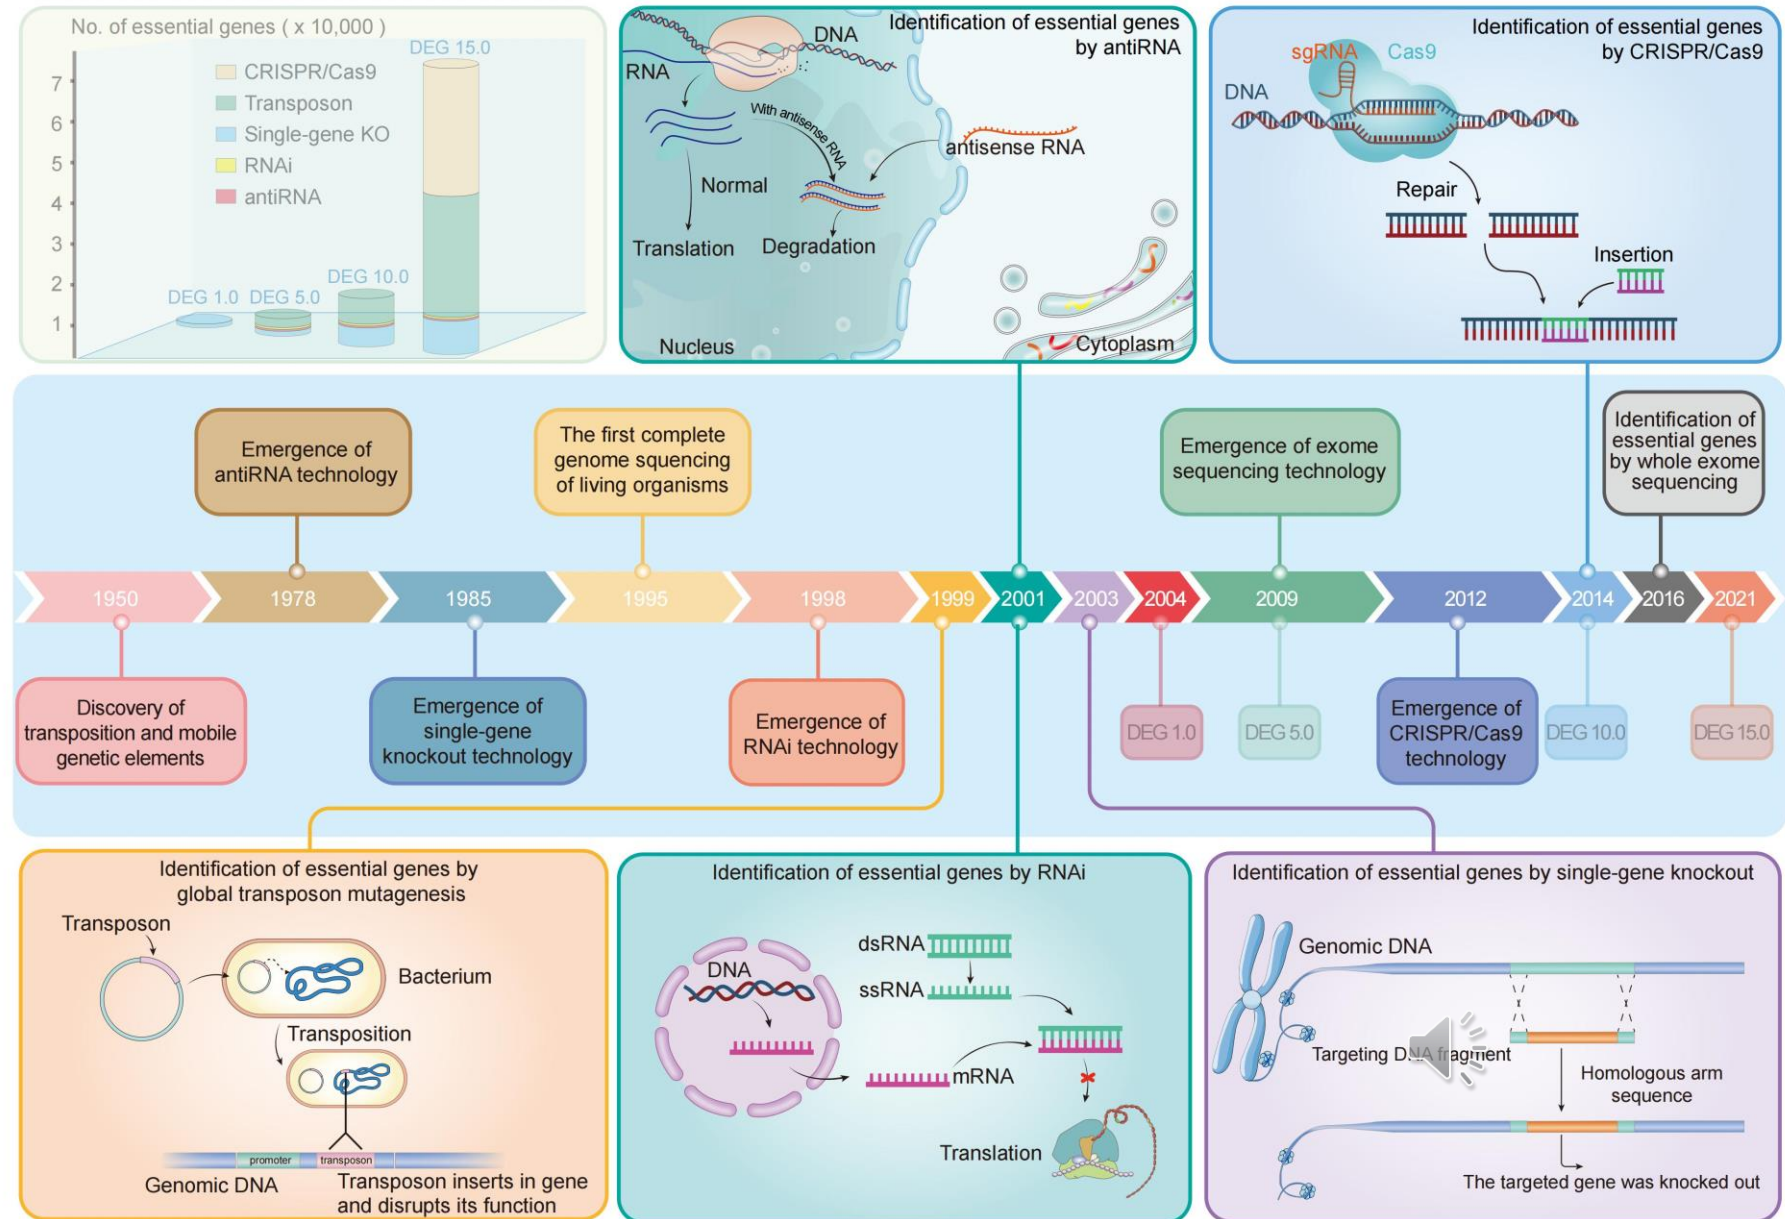 No. of essential genes ( x 10,000 )
DEG 15.0
CRISPR/Cas9
Transposon
Single-gene KO
RNAi
antiRNA
7
6
5
4
3
2
1
DEG 1.0
DEG 5.0
DEG 10.0
Identification of essential genes
by antiRNA
DNA
RNA
With antisense RNA
antisense RNA
Normal
Translation
Degradation
Nucleus
Cytoplasm
Identification of essential genes
by CRISPR/Cas9
sgRNA
Cas9
DNA
Repair
Insertion
Emergence of
antiRNA technology
The first complete
genome squencing
of living organisms
Emergence of exome
sequencing technology
Identification of
essential genes
by whole exome
sequencing
1950
1978
1985
1995
1998
1999
2001
2003
2004
2009
2012
2014
2016
2021
Discovery of
transposition and mobile
genetic elements
Emergence of
single-gene
knockout technology
Emergence of
RNAi technology
DEG 1.0
DEG 5.0
Emergence of
CRISPR/Cas9
technology
DEG 10.0
DEG 15.0
Identification of essential genes by
global transposon mutagenesis
Transposon
Bacterium
Transposition
promoter
transposon
Genomic DNA
Transposon inserts in gene
and disrupts its function
Identification of essential genes by RNAi
DNA
dsRNA
ssRNA
mRNA
Translation
Identification of essential genes by single-gene knockout
Genomic DNA
Targeting DNA fragment
Homologous arm
sequence
The targeted gene was knocked out